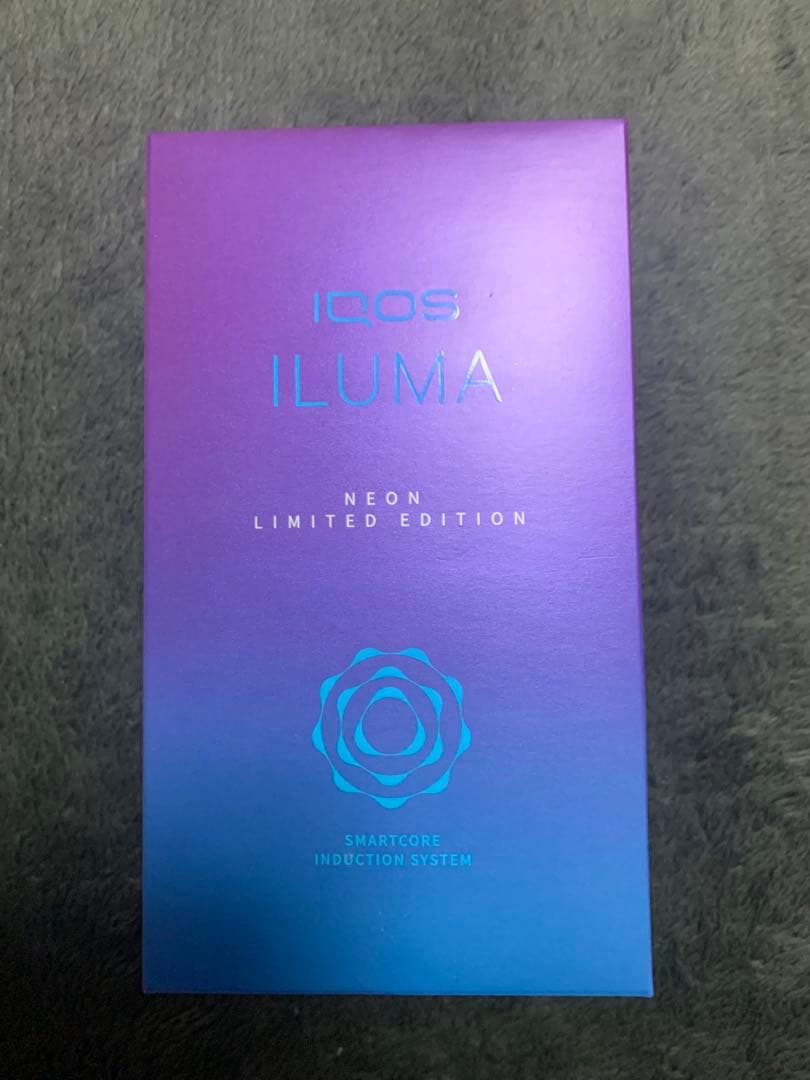 IQOS
ILUMA
NEON
LIMITED EDITION
SMARTCORE
INDUCTION SYSTEM